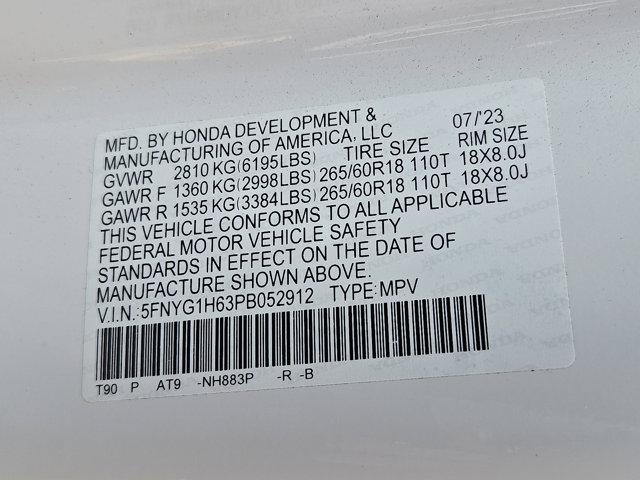 MFD. BY HONDA DEVELOPMENT & 07/'23
MANUFACTURING OF AMERICA, LLC
GVWR 2810 KG(6195LBS) TIRE SIZE RIM SIZE
GAWR F 1360 KG(2998LBS) 265/60R18 110T 18X8.0J
GAWR R 1535 KG(3384LBS) 265/60R18 110T 18X8.0J
THIS VEHICLE CONFORMS TO ALL APPLICABLE
FEDERAL MOTOR VEHICLE SAFETY
STANDARDS IN EFFECT ON THE DATE OF
MANUFACTURE SHOWN ABOVE.
V.I.N.:5FNYG1H63PB052912 TYPE:MPV
T90 P AT9 -NH883P -R -B